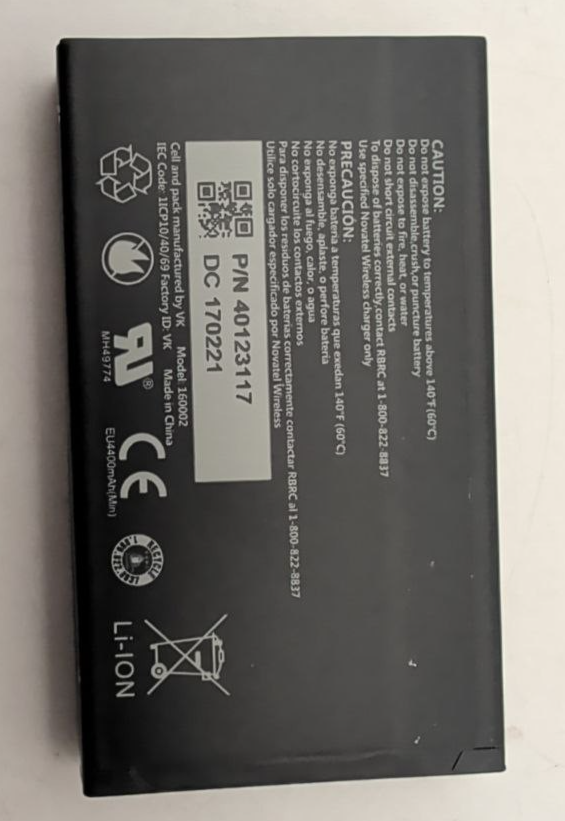 CAUTION:
Do not expose battery to temperatures above 140°F (60°C)
Do not disassemble,crush,or puncture battery
Do not expose to fire, heat, or water
Do not short circuit external contacts
To dispose of batteries correctly,contact RBRC at 1-800-822-8837
Use specified Novatel Wireless charger only
PRECAUCIÓN:
No exponga bateria a temperaturas que exedan 140°F (60°C)
No desensamble, aplaste, o perfore bateria
No exponga al fuego, calor, o agua
No cortocircuite los contactos externos
Para disponer los residuos de baterias correctamente contactar RBRC al 1-800-822-8837
Utilice solo cargador especificado por Novatel Wireless
P/N 40123117
DC 170221
Cell and pack manufactured by VK Model: 160002
IEC Code: 1ICP10/40/69 Factory ID: VK Made in China
MH49774
EU4400mAh(Min)
CE
Li-ION